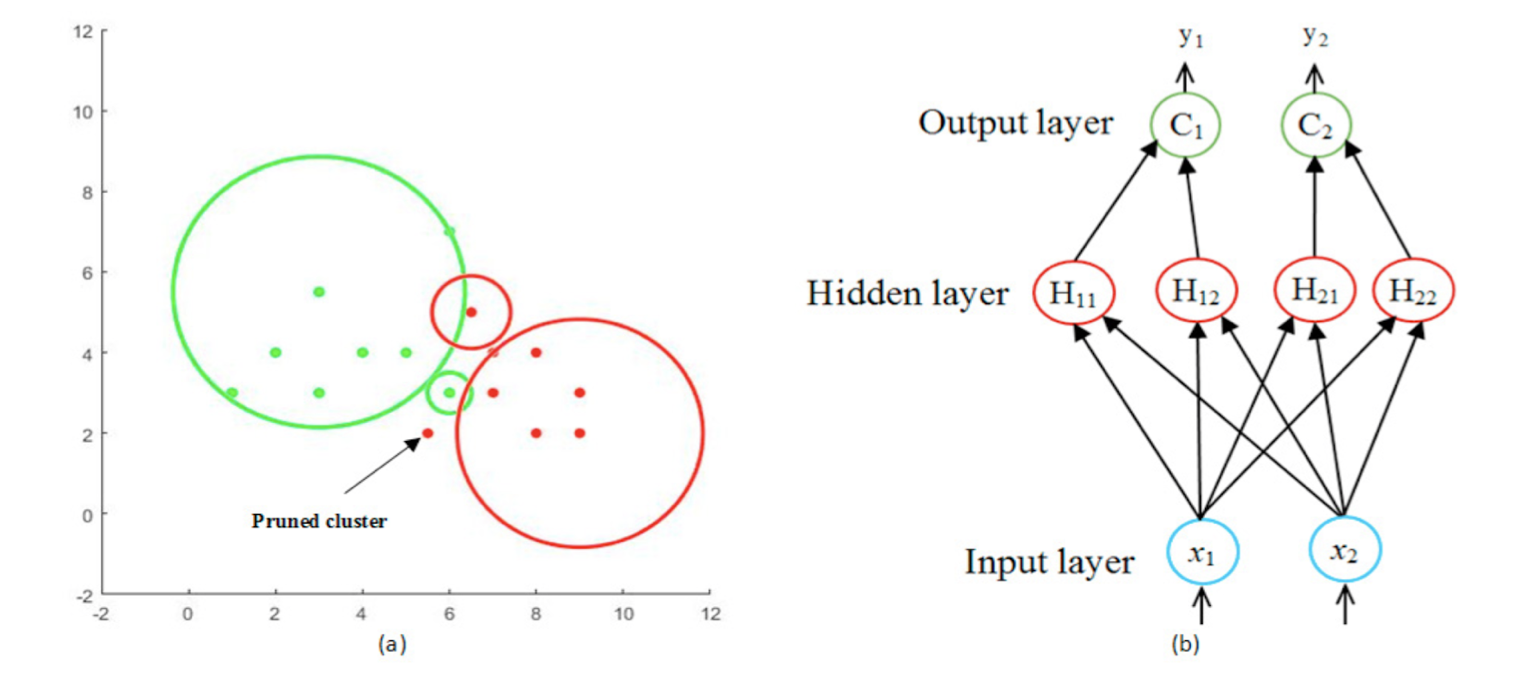 12
10
8
6
4
2
0
-2
-2 0 2 4 6 8 10 12
Pruned cluster
(a)
y1 y2
Output layer C1 C2
Hidden layer H11 H12 H21 H22
Input layer x1 x2
(b)